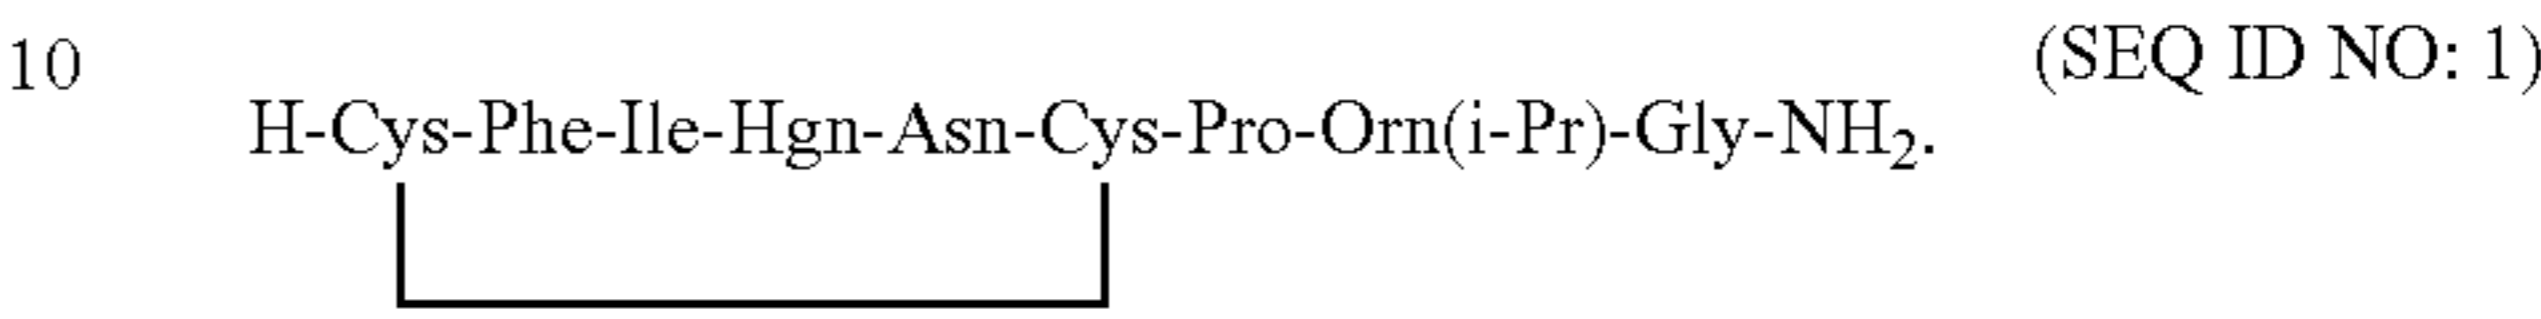 10 (SEQ ID NO: 1)
H-Cys-Phe-Ile-Hgn-Asn-Cys-Pro-Orn(i-Pr)-Gly-NH₂.